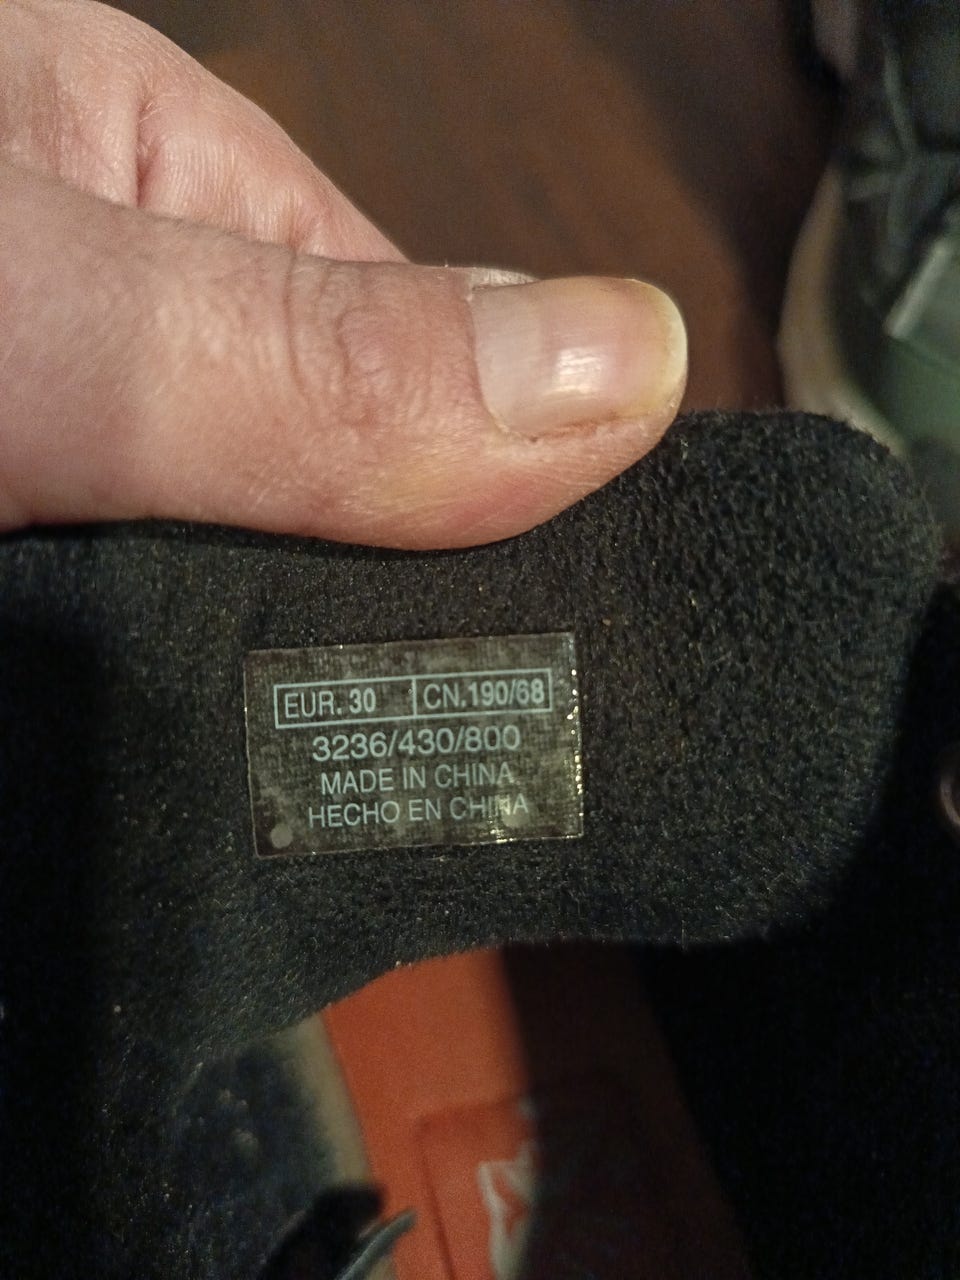 EUR. 30 CN.190/68
3236/430/800
MADE IN CHINA
HECHO EN CHINA